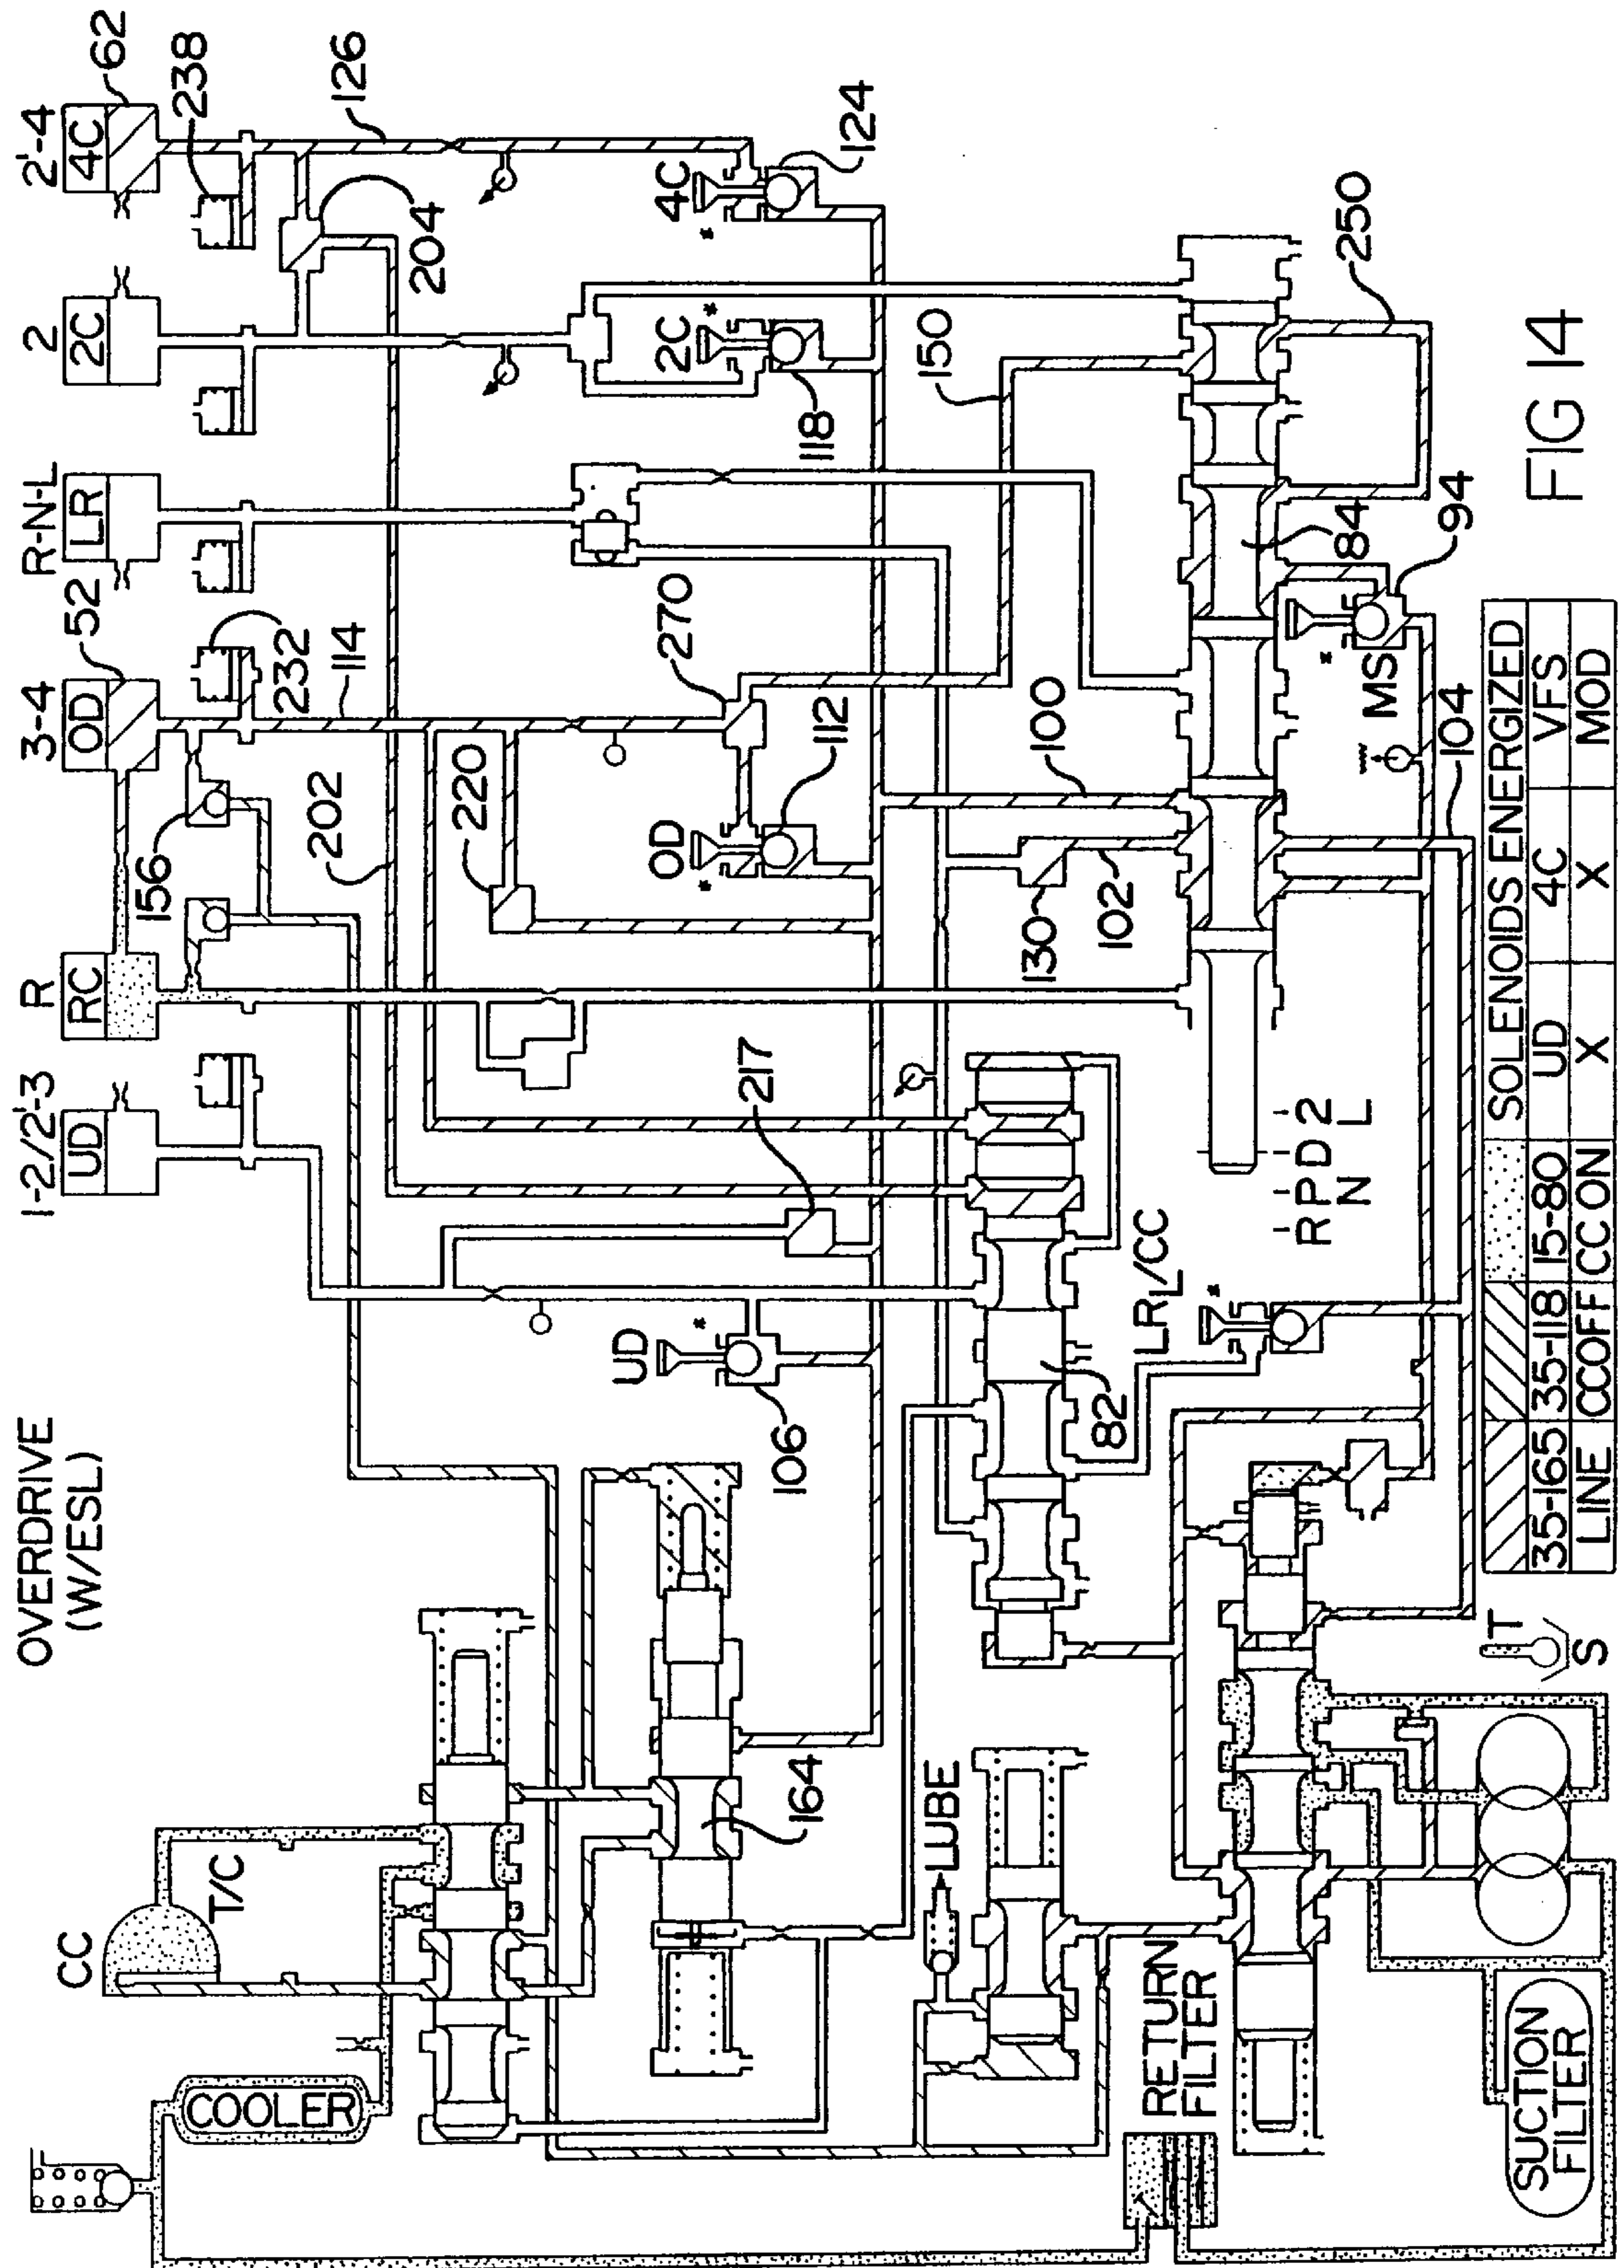 OVERDRIVE
(W/ESL)
1-2/2'-3
R
3-4
R-N-L
2
2'-4
UD
RC
OD
LR
2C
4C
52
62
156
232
238
114
126
202
204
220
270
217
UD
106
OD
112
2C
118
4C
124
CC
T/C
COOLER
164
LUBE
82
LR/CC
L
130
102
100
150
250
84
94
MS
104
R P D 2
N L
RETURN
FILTER
SUCTION
FILTER
T
S
SOLENOIDS ENERGIZED
35-165 35-118 15-80 UD 4C VFS
LINE CCOFF CC ON X X MOD
FIG 14